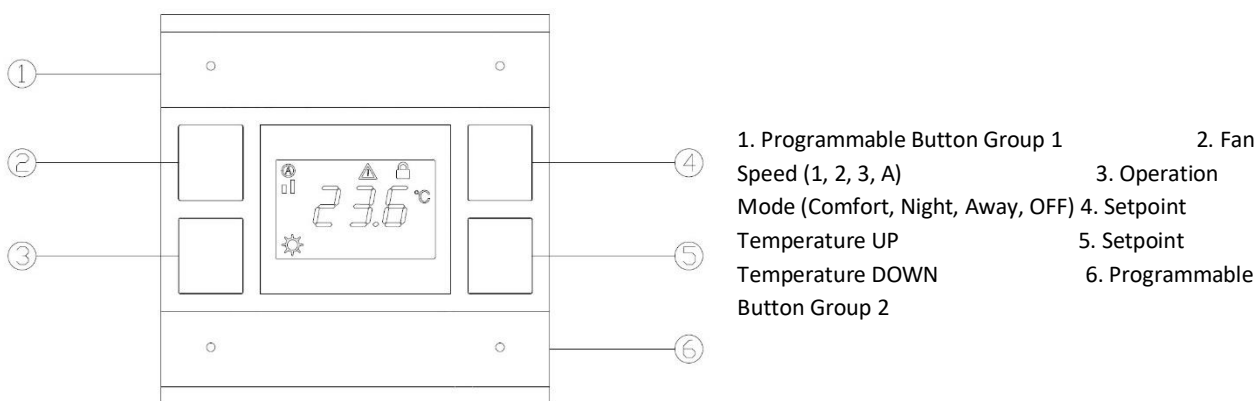 ①
②
③
④
⑤
⑥
A
23.6 °C
1. Programmable Button Group 1 2. Fan
Speed (1, 2, 3, A) 3. Operation
Mode (Comfort, Night, Away, OFF) 4. Setpoint
Temperature UP 5. Setpoint
Temperature DOWN 6. Programmable
Button Group 2